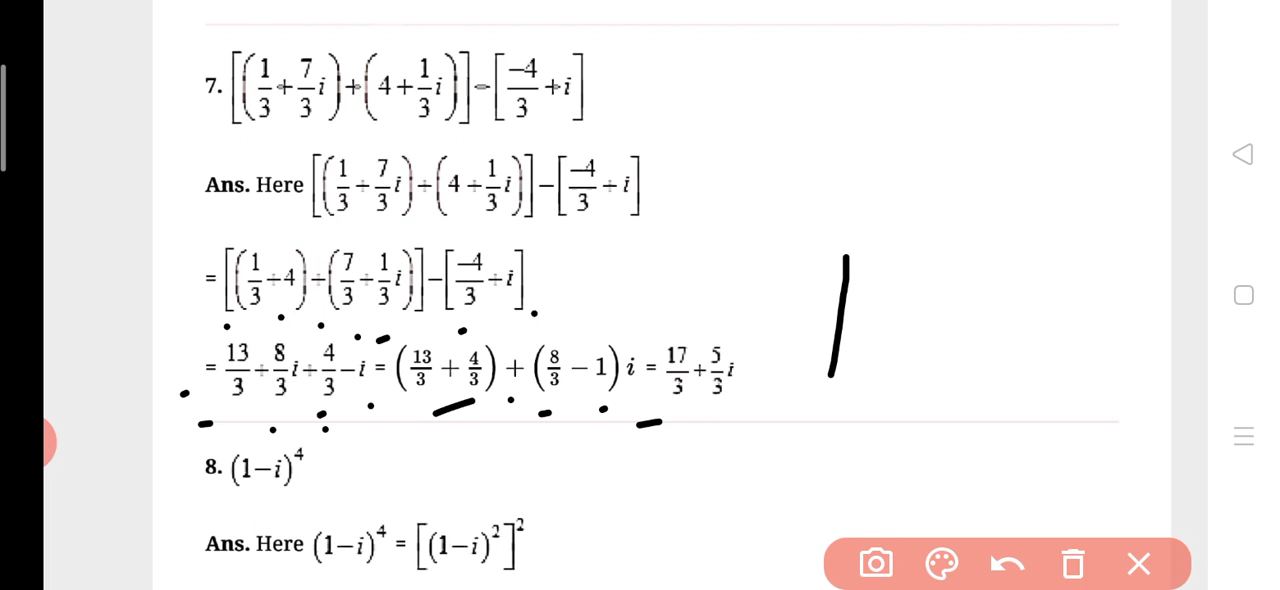 7. [(1/3 + 7/3 i) + (4 + 1/3 i)] − [−4/3 + i]
Ans. Here [(1/3 + 7/3 i) + (4 + 1/3 i)] − [−4/3 + i]
= [(1/3 + 4) + (7/3 + 1/3 i)] − [−4/3 + i]
= 13/3 + 8/3 i + 4/3 − i = (13/3 + 4/3) + (8/3 − 1) i = 17/3 + 5/3 i
8. (1−i)⁴
Ans. Here (1−i)⁴ = [(1−i)²]²